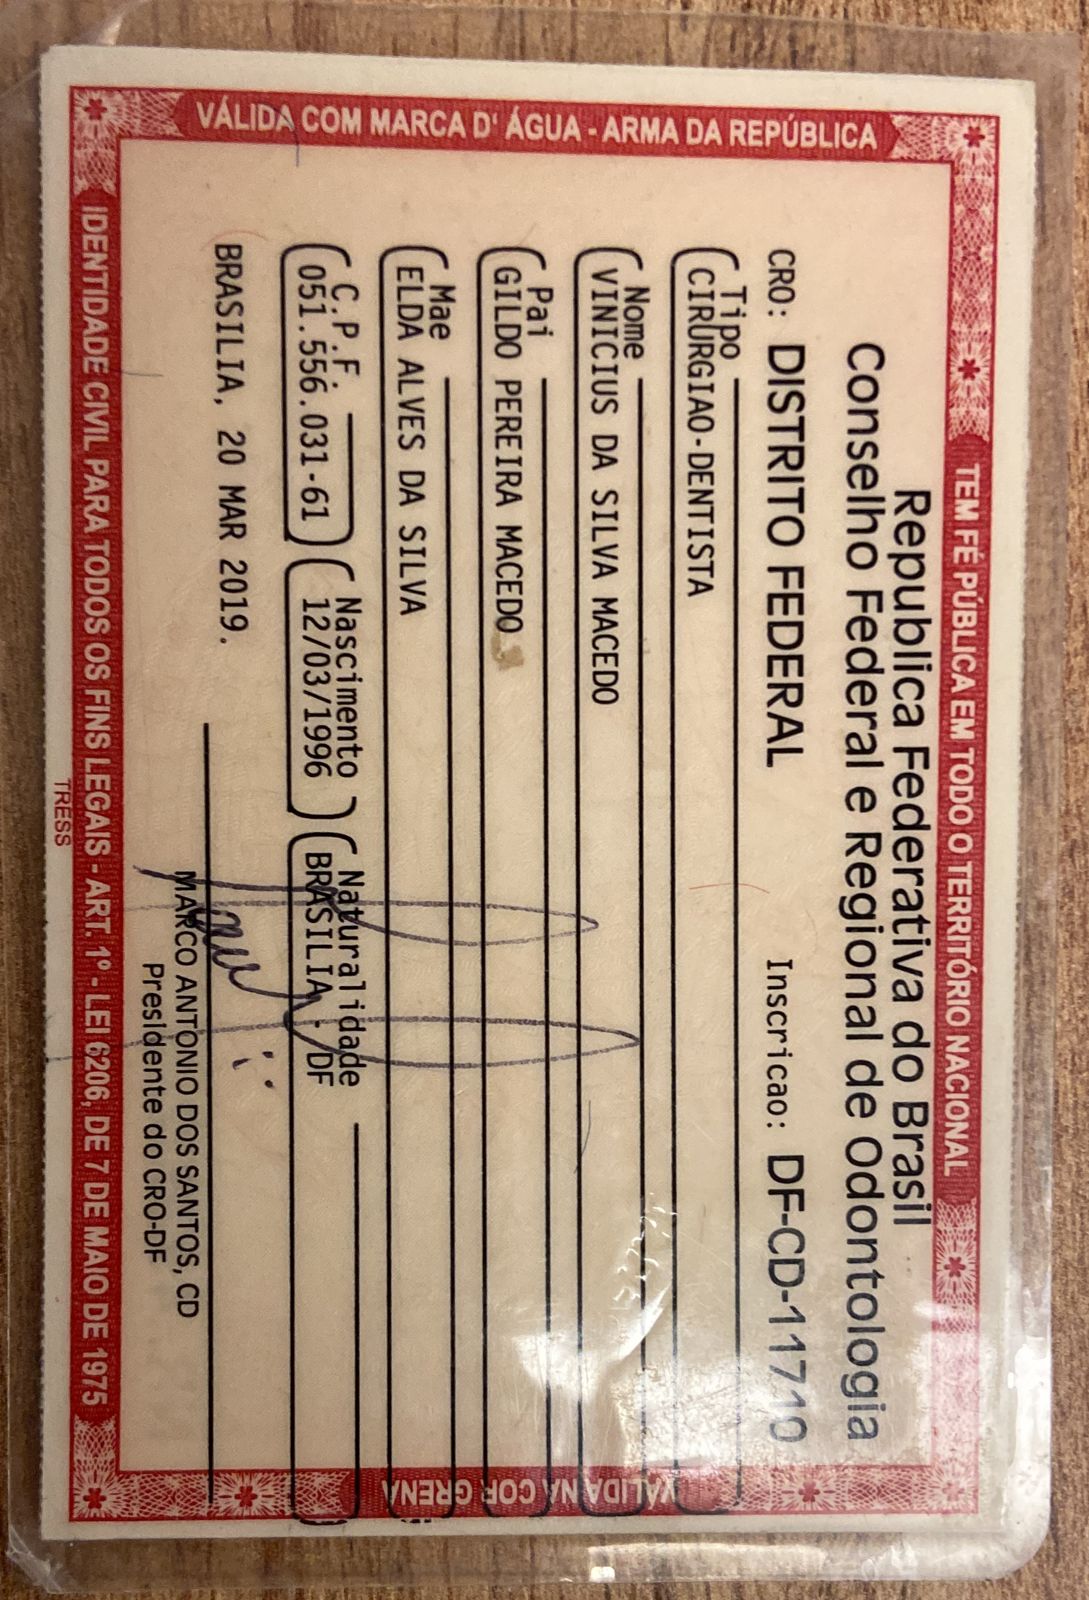 VÁLIDA COM MARCA D' ÁGUA - ARMA DA REPÚBLICA
TEM FÉ PÚBLICA EM TODO O TERRITÓRIO NACIONAL
Republica Federativa do Brasil
Conselho Federal e Regional de Odontologia
CRO: DISTRITO FEDERAL Inscricao: DF-CD-11710
Tipo
CIRURGIAO-DENTISTA
Nome
VINICIUS DA SILVA MACEDO
Pai
GILDO PEREIRA MACEDO
Mae
ELDA ALVES DA SILVA
C.P.F. Nascimento Naturalidade
051.556.031-61 12/03/1996 BRASILIA - DF
BRASILIA, 20 MAR 2019.
MARCO ANTONIO DOS SANTOS, CD
Presidente do CRO-DF
IDENTIDADE CIVIL PARA TODOS OS FINS LEGAIS - ART. 1º - LEI 6206, DE 7 DE MAIO DE 1975
TRESS
VÁLIDA NA COR GRENA